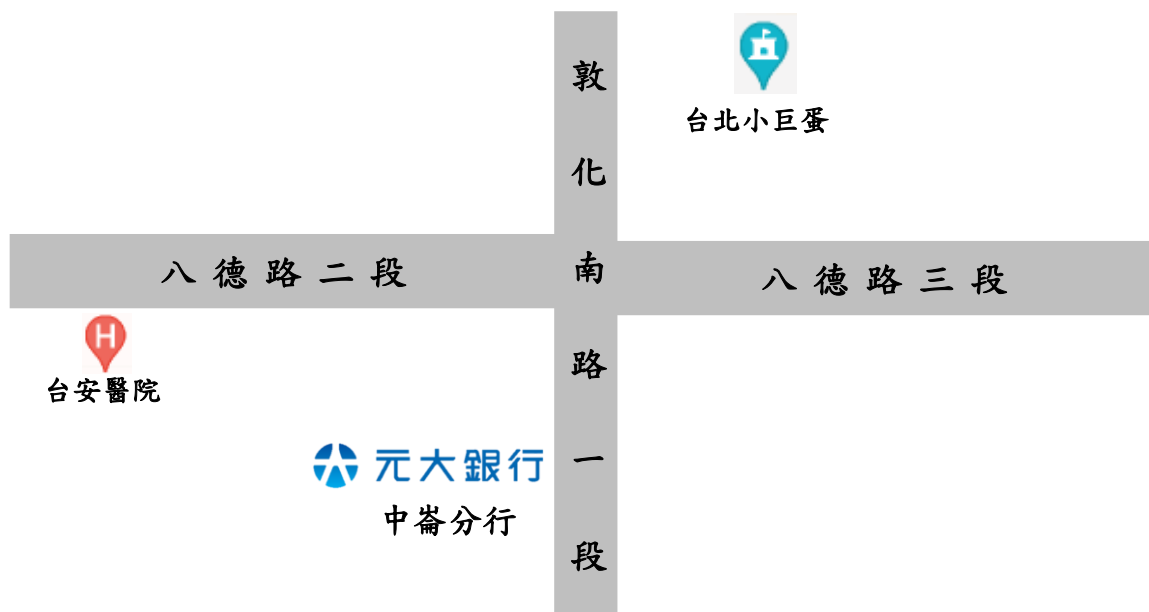 敦化南路一段
台北小巨蛋
八德路二段
八德路三段
H
台安醫院
元大銀行
中崙分行